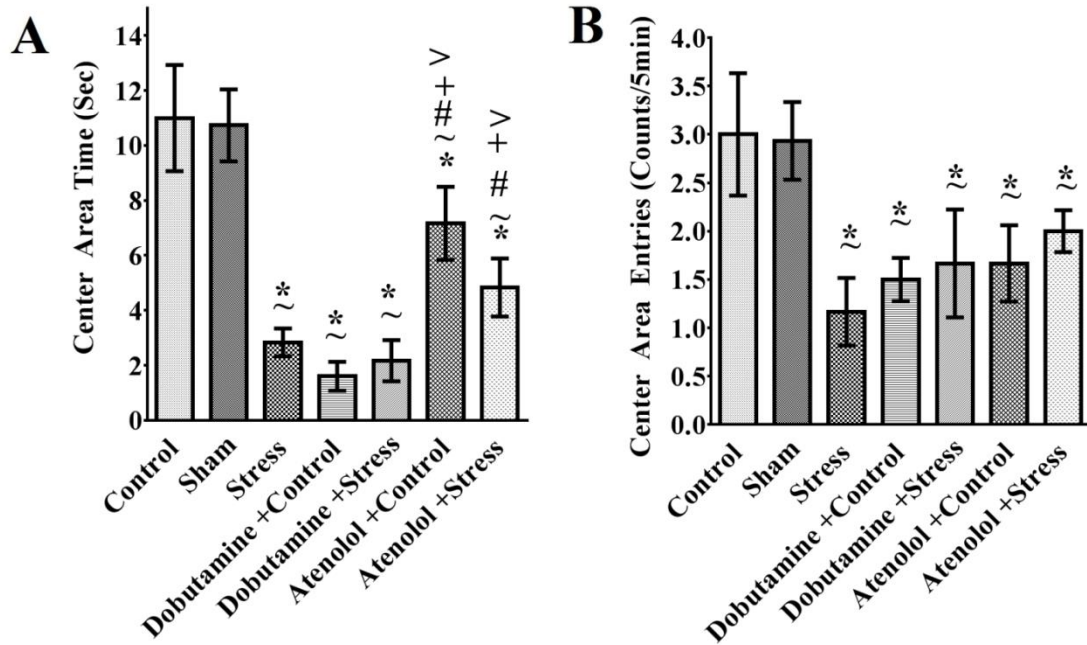 A
Center Area Time (Sec)
14
12
10
8
6
4
2
0
* ~
* ~
* ~
> + # ~ *
> + # ~ *
Control
Sham
Stress
Dobutamine +Control
Dobutamine +Stress
Atenolol +Control
Atenolol +Stress
B
Center Area Entries (Counts/5min)
4.0
3.5
3.0
2.5
2.0
1.5
1.0
0.5
0.0
* ~
* ~
* ~
* ~
* ~
Control
Sham
Stress
Dobutamine +Control
Dobutamine +Stress
Atenolol +Control
Atenolol +Stress